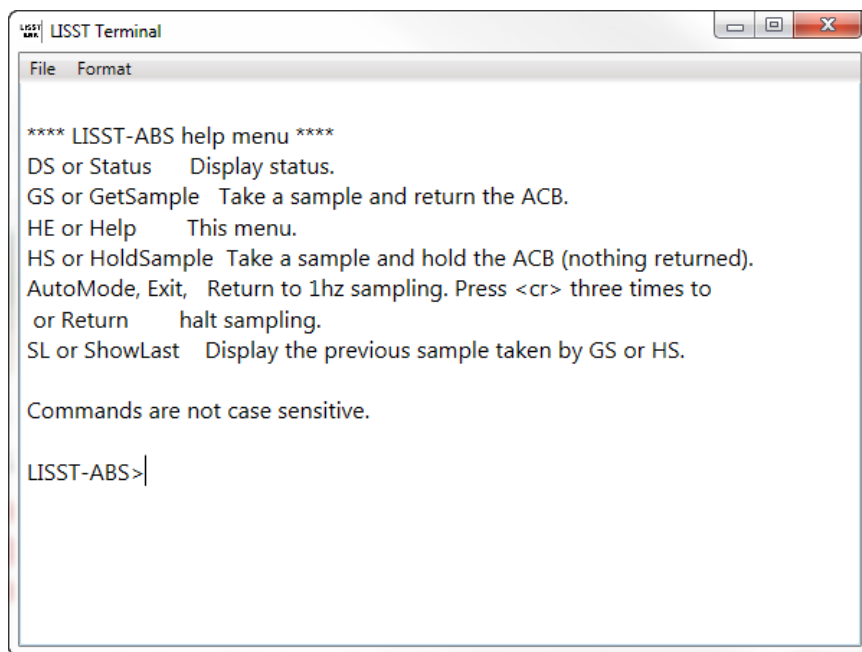 LISST ABK LISST Terminal
File Format
**** LISST-ABS help menu ****
DS or Status Display status.
GS or GetSample Take a sample and return the ACB.
HE or Help This menu.
HS or HoldSample Take a sample and hold the ACB (nothing returned).
AutoMode, Exit, Return to 1hz sampling. Press <cr> three times to
or Return halt sampling.
SL or ShowLast Display the previous sample taken by GS or HS.
Commands are not case sensitive.
LISST-ABS>